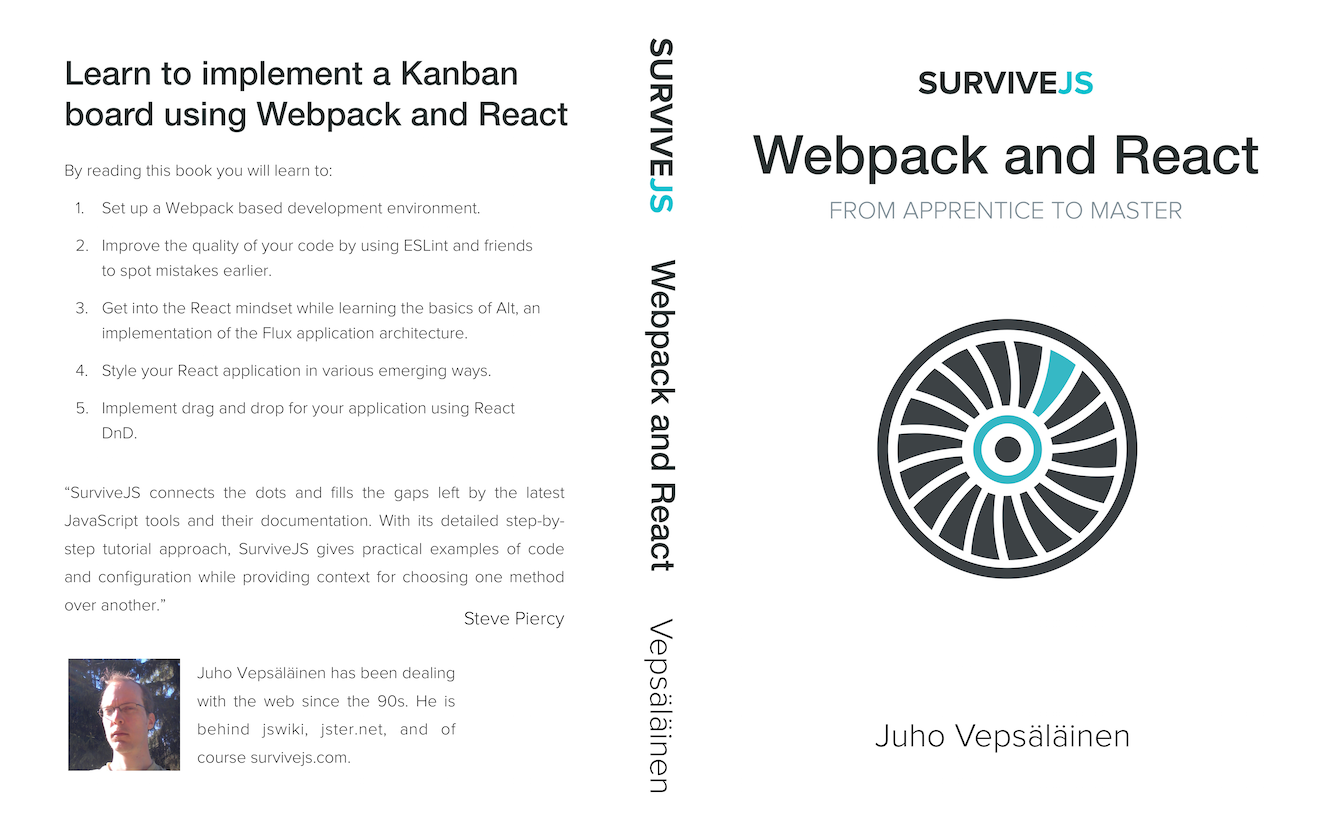 Learn to implement a Kanban
board using Webpack and React
By reading this book you will learn to:
1. Set up a Webpack based development environment.
2. Improve the quality of your code by using ESLint and friends
to spot mistakes earlier.
3. Get into the React mindset while learning the basics of Alt, an
implementation of the Flux application architecture.
4. Style your React application in various emerging ways.
5. Implement drag and drop for your application using React
DnD.
“SurviveJS connects the dots and fills the gaps left by the latest
JavaScript tools and their documentation. With its detailed step-by-
step tutorial approach, SurviveJS gives practical examples of code
and configuration while providing context for choosing one method
over another.”
Steve Piercy
Juho Vepsäläinen has been dealing
with the web since the 90s. He is
behind jswiki, jster.net, and of
course survivejs.com.
SURVIVEJS Webpack and React Vepsäläinen
SURVIVEJS
Webpack and React
FROM APPRENTICE TO MASTER
Juho Vepsäläinen